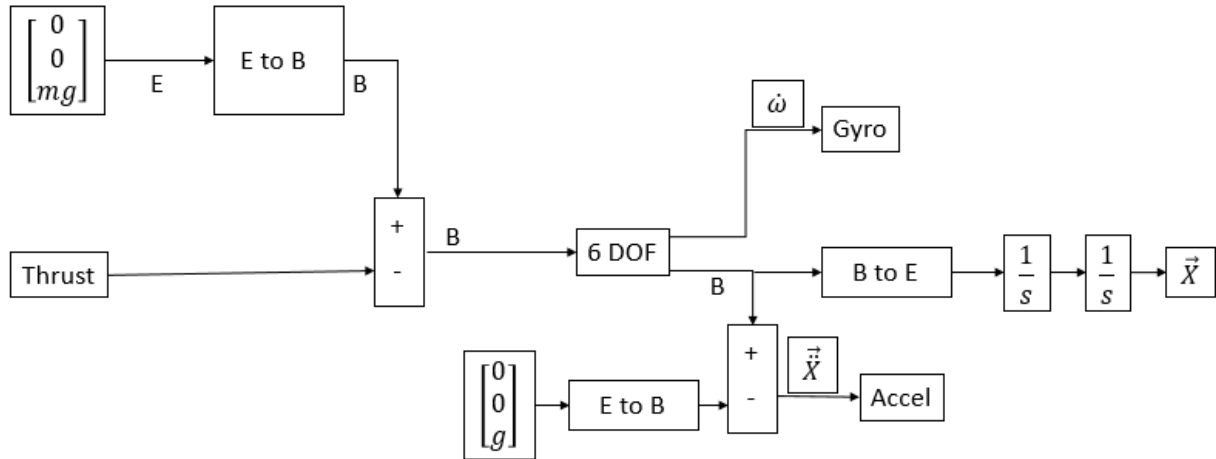 0
0
mg
E
E to B
B
ω̇
Gyro
+
-
B
Thrust
6 DOF
B
B to E
1
s
1
s
X⃗
0
0
g
E to B
+
-
Ẍ⃗
Accel